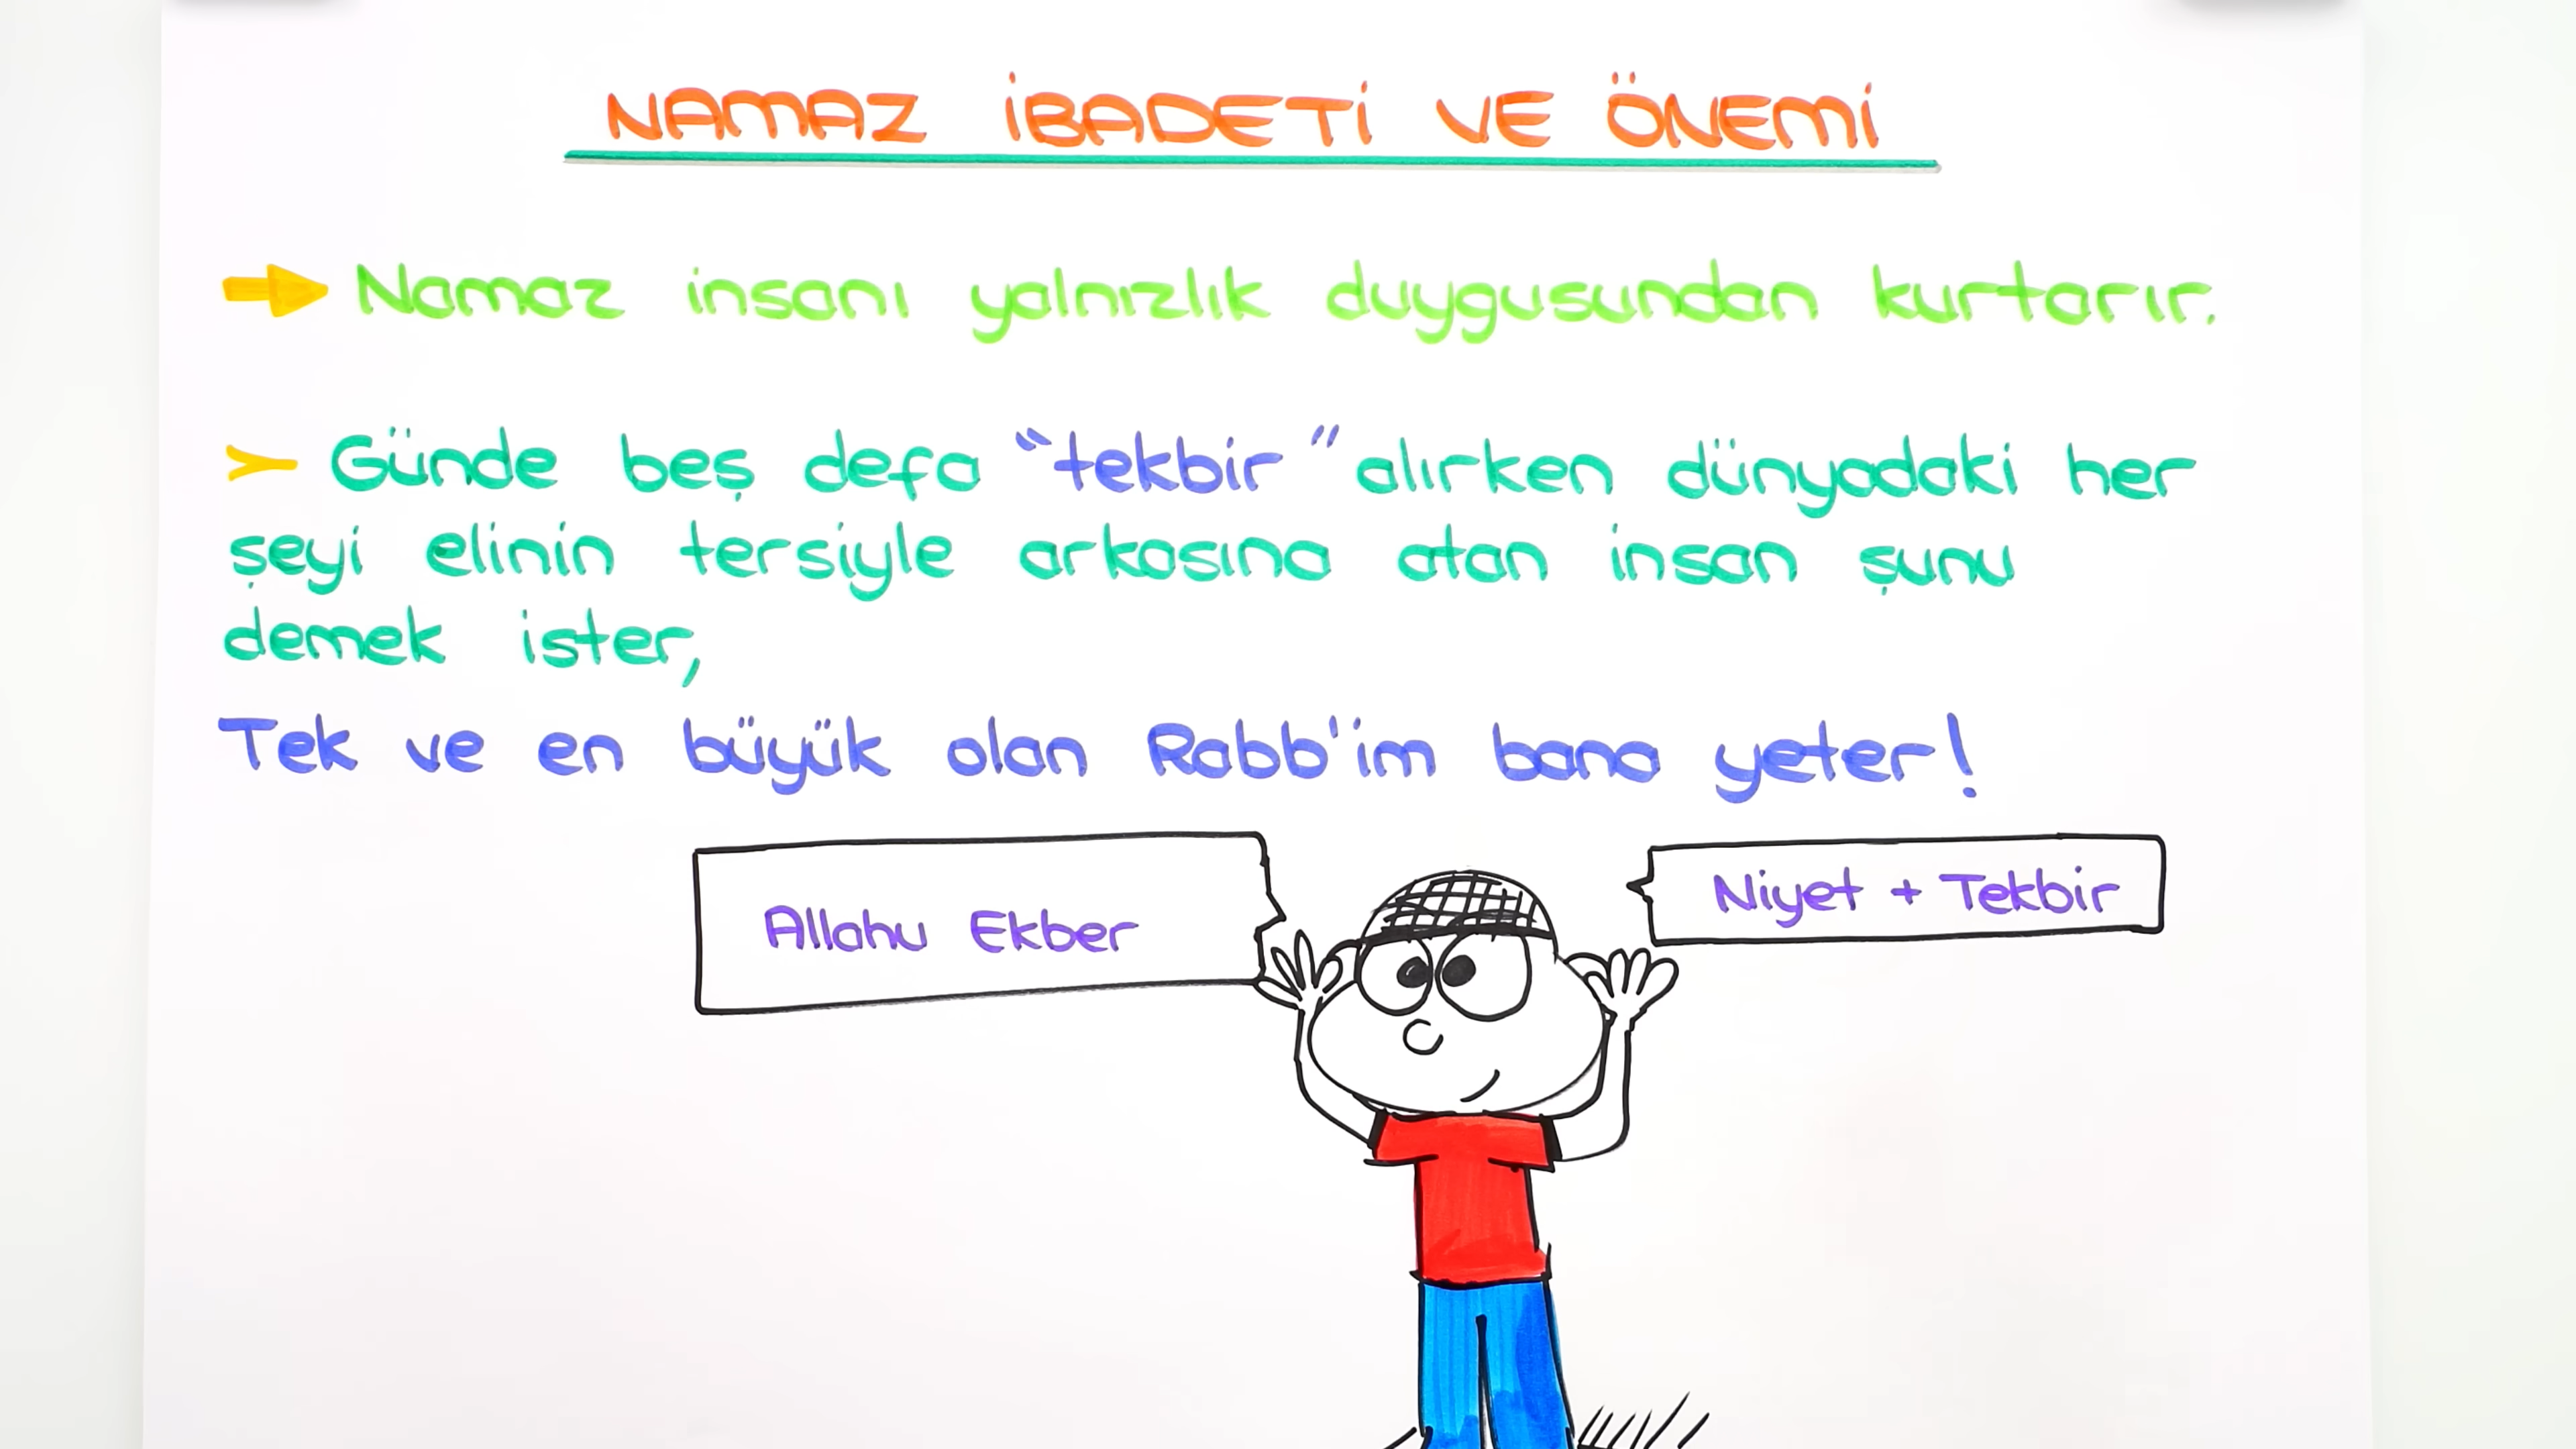 NAMAZ İBADETİ VE ÖNEMİ
Namaz insanı yalnızlık duygusundan kurtarır.
Günde beş defa "tekbir" alırken dünyadaki her
şeyi elinin tersiyle arkasına atan insan şunu
demek ister,
Tek ve en büyük olan Rabb'im bana yeter!
Allahu Ekber
Niyet + Tekbir